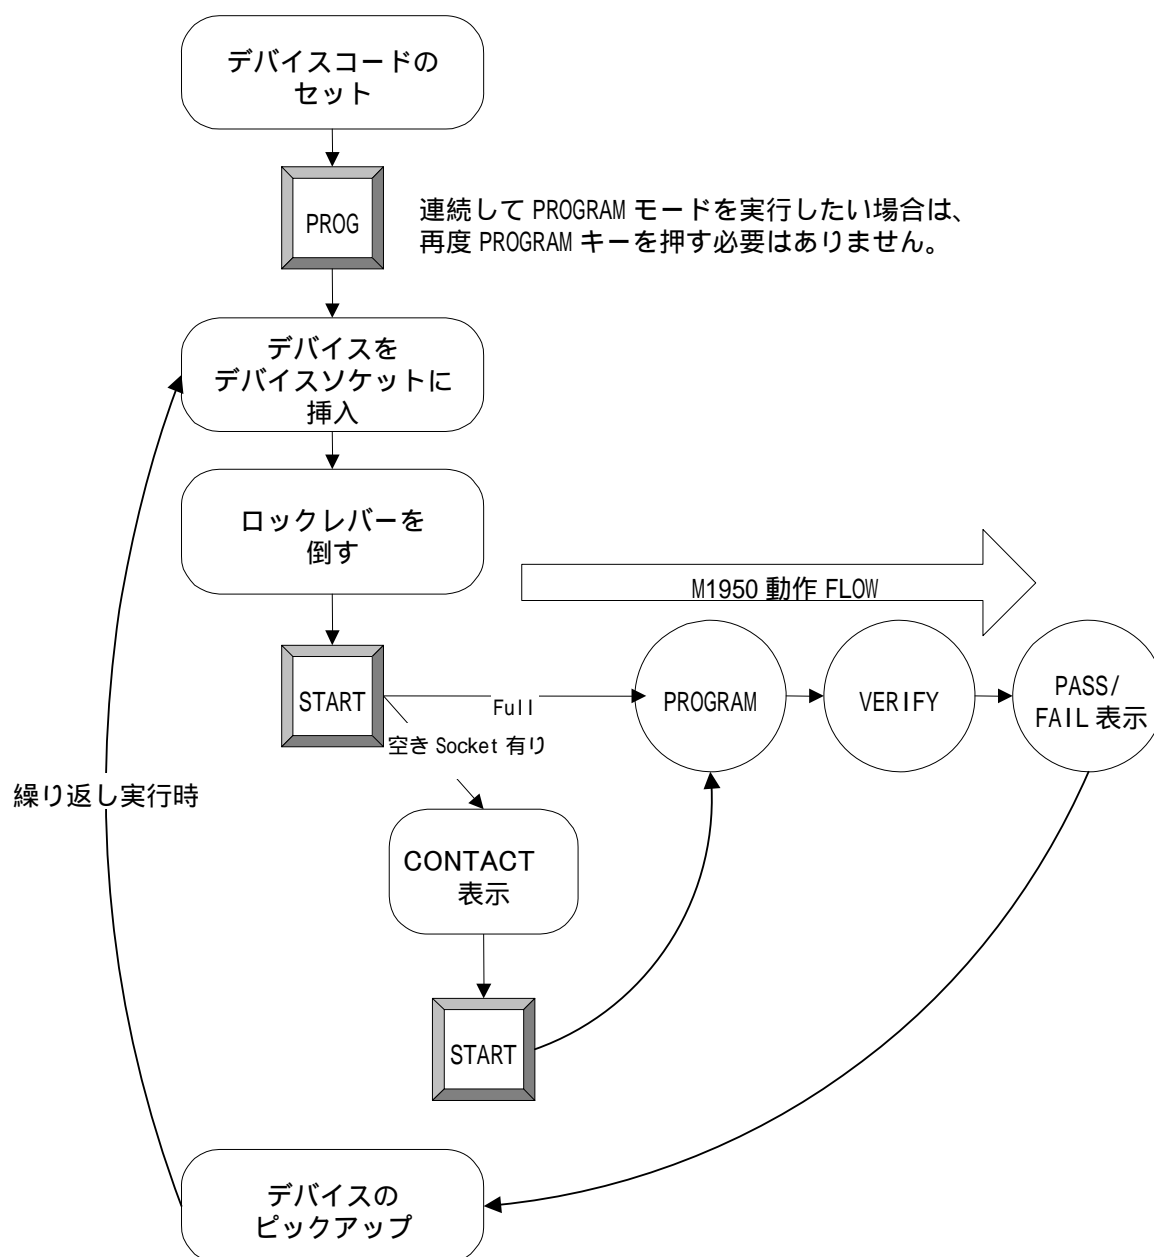 デバイスコードの
セット
PROG
連続して PROGRAM モードを実行したい場合は、
再度 PROGRAM キーを押す必要はありません。
デバイスを
デバイスソケットに
挿入
ロックレバーを
倒す
M1950 動作 FLOW
START
Full
PROGRAM
VERIFY
PASS/
FAIL 表示
空き Socket 有り
繰り返し実行時
CONTACT
表示
START
デバイスの
ピックアップ